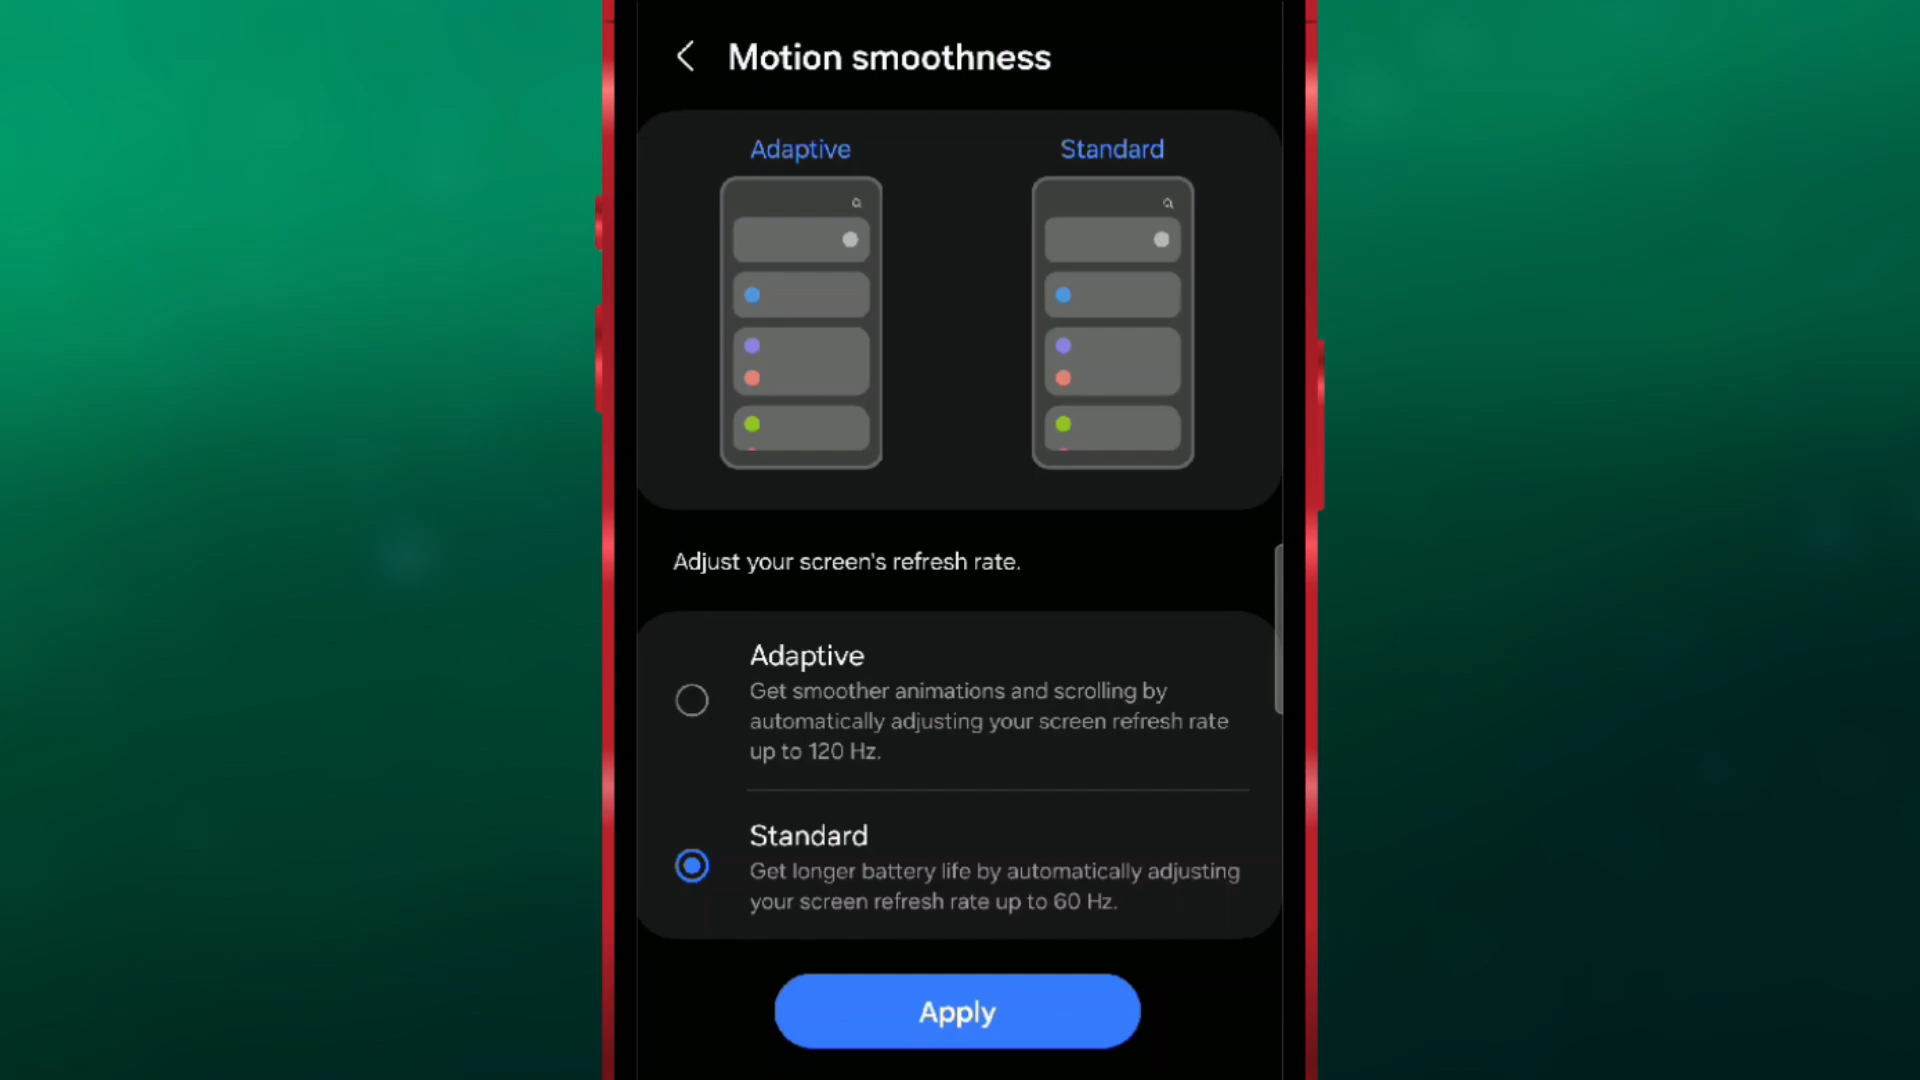 Motion smoothness
Adaptive
Standard
Adjust your screen's refresh rate.
Adaptive
Get smoother animations and scrolling by
automatically adjusting your screen refresh rate
up to 120 Hz.
Standard
Get longer battery life by automatically adjusting
your screen refresh rate up to 60 Hz.
Apply